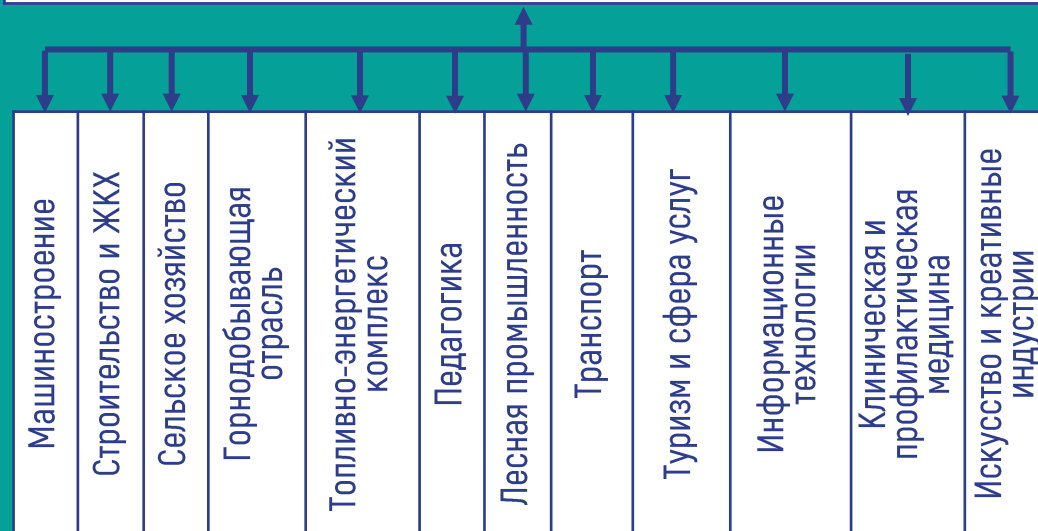 Машиностроение
Строительство и ЖКХ
Сельское хозяйство
Горнодобывающая
отрасль
Топливно-энергетический
комплекс
Педагогика
Лесная промышленность
Транспорт
Туризм и сфера услуг
Информационные
технологии
Клиническая и
профилактическая
медицина
Искусство и креативные
индустрии